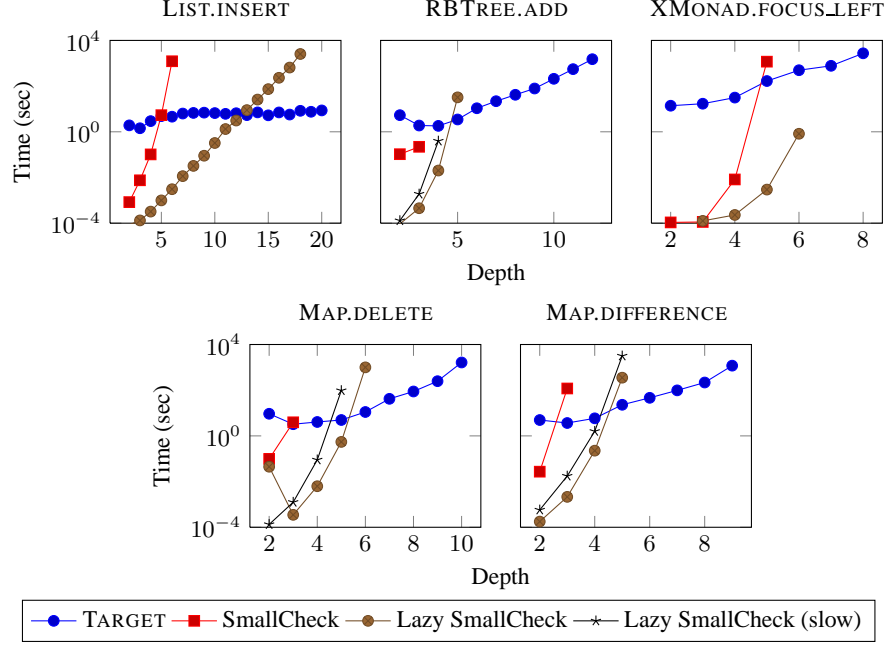 LIST.INSERT RBTREE.ADD XMONAD.FOCUS_LEFT
Time (sec)
10^4
10^0
10^−4
5 10 15 20
5 10
2 4 6 8
Depth
MAP.DELETE MAP.DIFFERENCE
Time (sec)
10^4
10^0
10^−4
2 4 6 8 10
2 4 6 8
Depth
TARGET SmallCheck Lazy SmallCheck Lazy SmallCheck (slow)